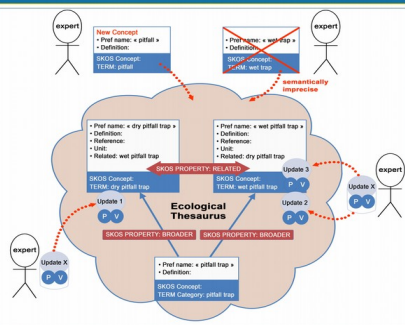 expert
New Concept
• Pref name: « pitfall »
• Definition:
SKOS Concept:
TERM: pitfall
• Pref name: « wet trap »
• Definition:
SKOS Concept:
TERM: wet trap
expert
semantically
imprecise
• Pref name: « dry pitfall trap »
• Definition:
• Reference:
• Unit:
• Related: wet pitfall trap
SKOS Concept:
TERM: dry pitfall trap
• Pref name: « wet pitfall trap »
• Definition:
• Reference:
• Unit:
• Related: dry pitfall trap
SKOS Concept:
TERM: wet pitfall trap
SKOS PROPERTY: RELATED
Update 3
P V
Update 1
P V
Ecological
Thesaurus
Update 2
P V
Update X
P V
expert
SKOS PROPERTY: BROADER
SKOS PROPERTY: BROADER
expert
Update X
P V
• Pref name: « pitfall trap »
• Definition:
SKOS Concept:
TERM Category: pitfall trap